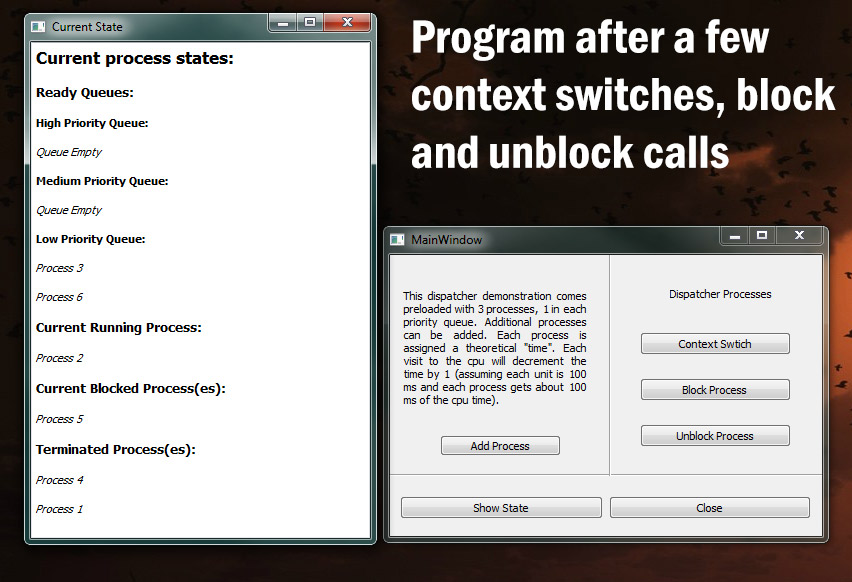 Current State
Current process states:
Ready Queues:
High Priority Queue:
Queue Empty
Medium Priority Queue:
Queue Empty
Low Priority Queue:
Process 3
Process 6
Current Running Process:
Process 2
Current Blocked Process(es):
Process 5
Terminated Process(es):
Process 4
Process 1
Program after a few
context switches, block
and unblock calls
MainWindow
This dispatcher demonstration comes
preloaded with 3 processes, 1 in each
priority queue. Additional processes
can be added. Each process is
assigned a theoretical "time". Each
visit to the cpu will decrement the
time by 1 (assuming each unit is 100
ms and each process gets about 100
ms of the cpu time).
Add Process
Dispatcher Processes
Context Swtich
Block Process
Unblock Process
Show State
Close